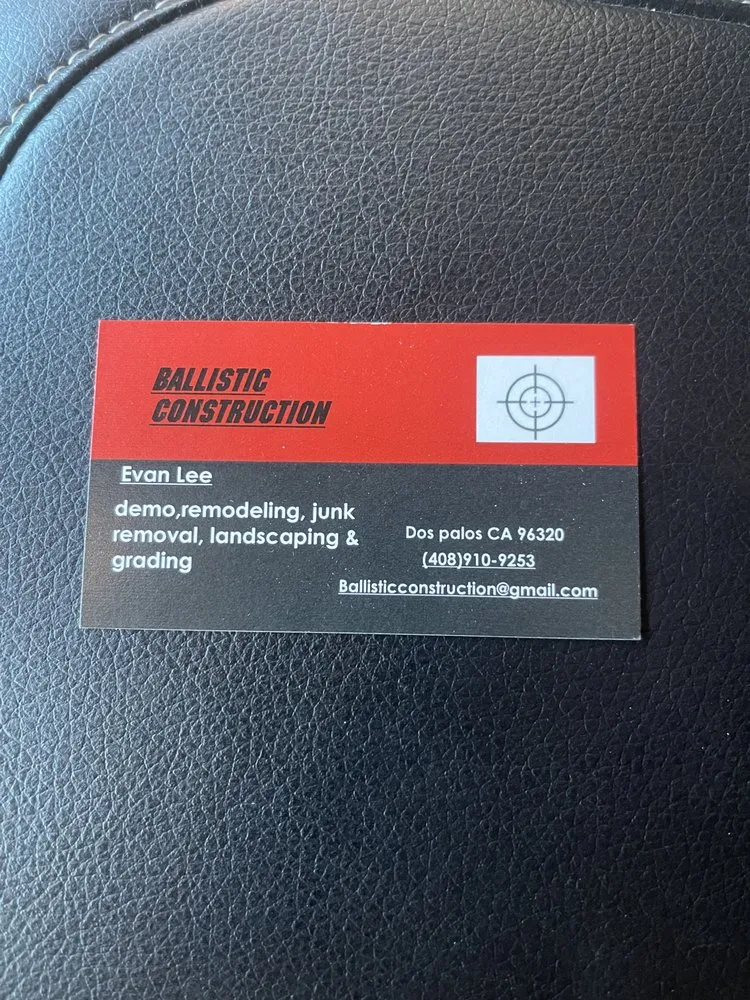 BALLISTIC
CONSTRUCTION
Evan Lee
demo,remodeling, junk
removal, landscaping &
grading
Dos palos CA 96320
(408)910-9253
Ballisticconstruction@gmail.com